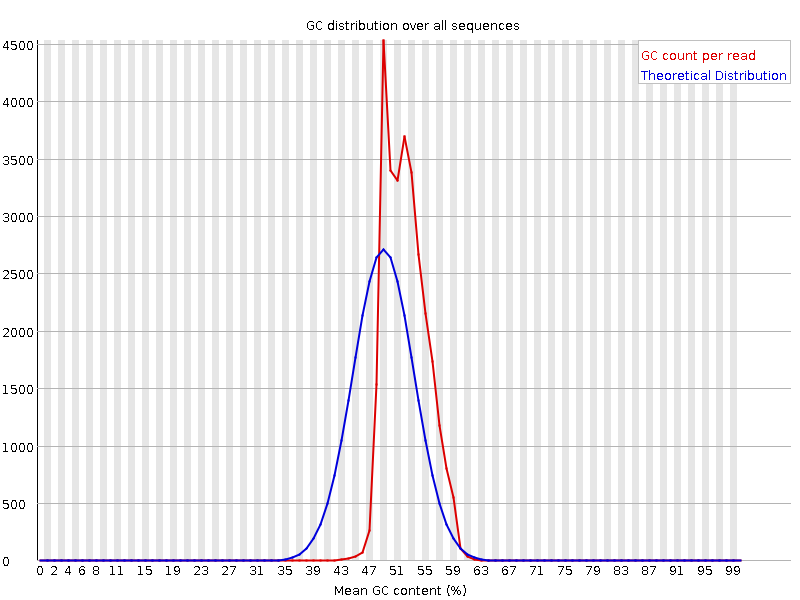 GC distribution over all sequences
GC count per read
Theoretical Distribution
4500
4000
3500
3000
2500
2000
1500
1000
500
0
0 2 4 6 8 11 15 19 23 27 31 35 39 43 47 51 55 59 63 67 71 75 79 83 87 91 95 99
Mean GC content (%)